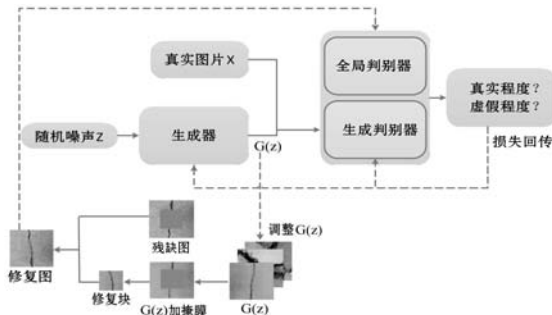 真实图片X
全局判别器
真实程度？
虚假程度？
随机噪声Z
生成器
G(z)
生成判别器
损失回传
调整G(z)
残缺图
修复图
修复块
G(z)加掩膜
G(z)